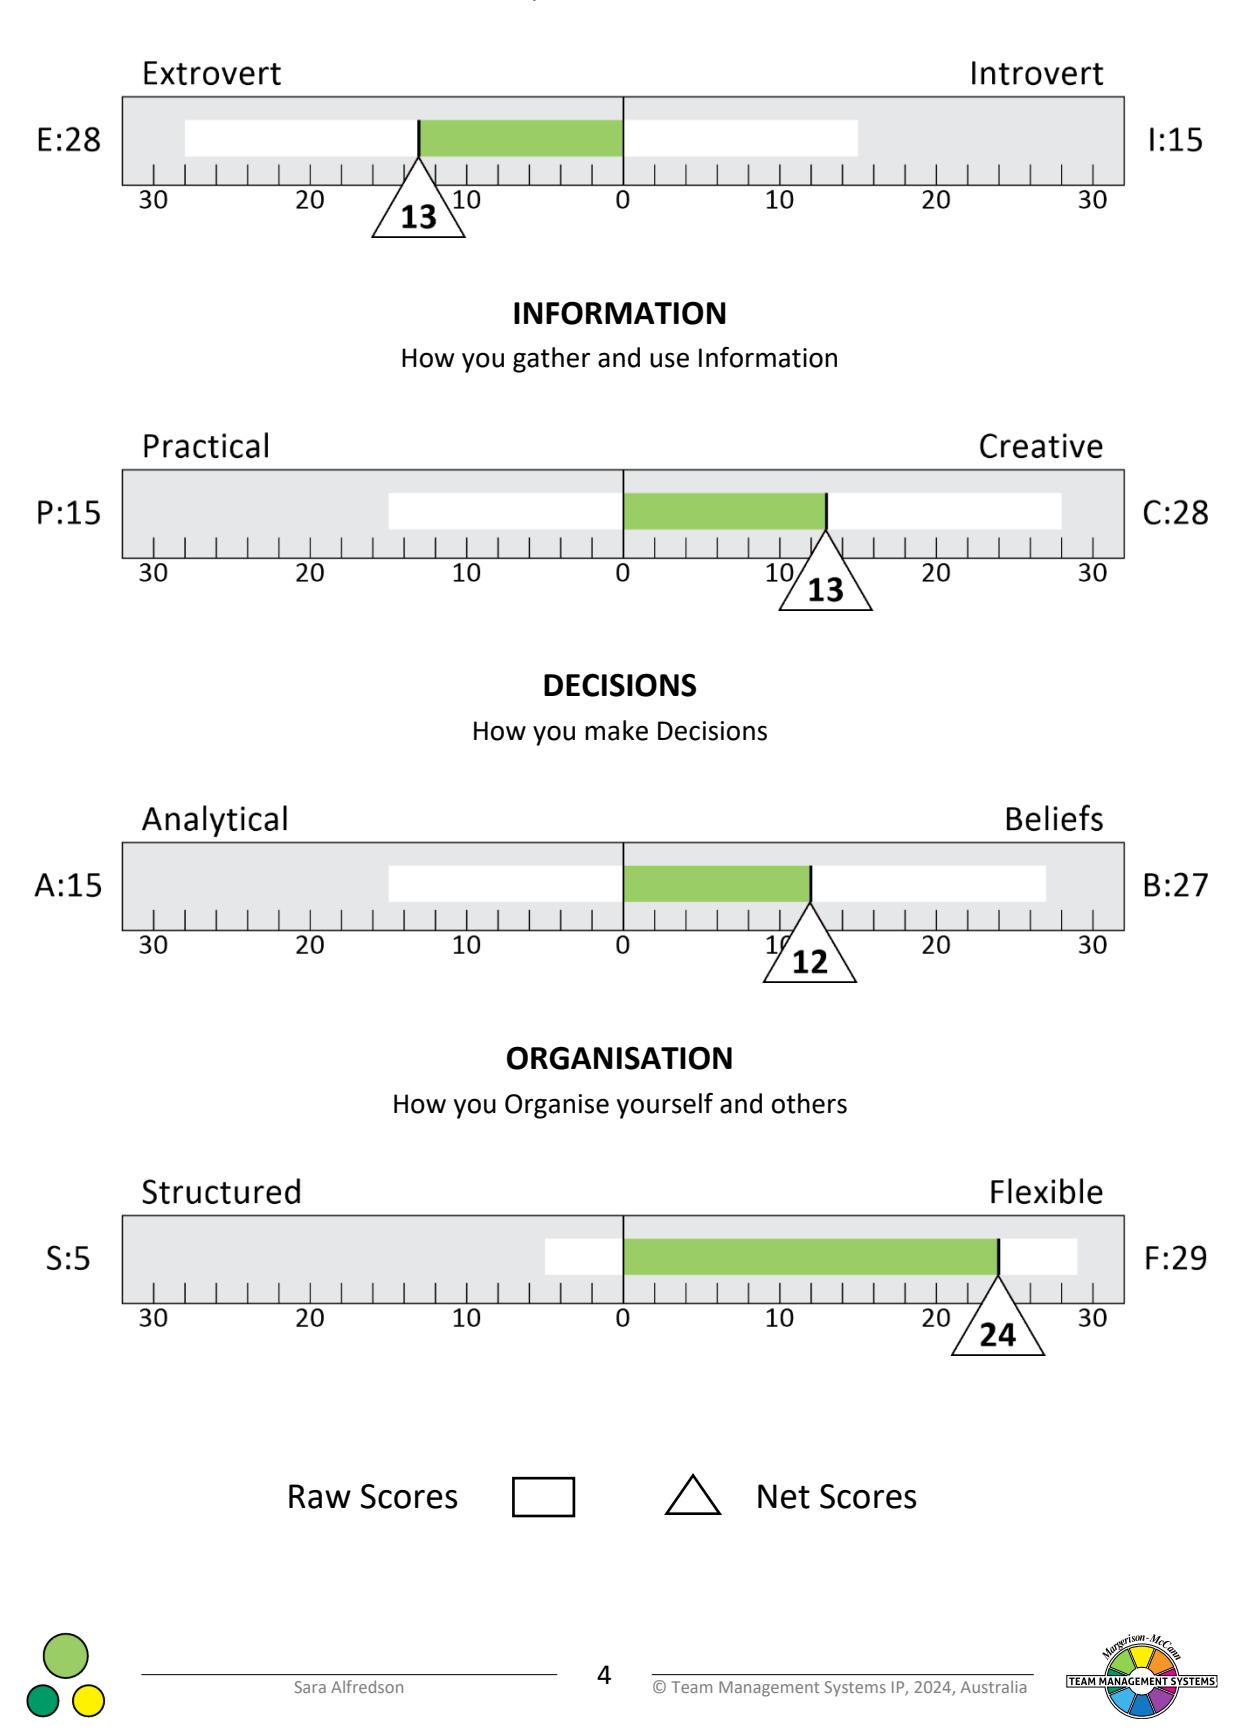 Extrovert Introvert
E:28 I:15
30 20 10 0 10 20 30
13
INFORMATION
How you gather and use Information
Practical Creative
P:15 C:28
30 20 10 0 10 20 30
13
DECISIONS
How you make Decisions
Analytical Beliefs
A:15 B:27
30 20 10 0 10 20 30
12
ORGANISATION
How you Organise yourself and others
Structured Flexible
S:5 F:29
30 20 10 0 10 20 30
24
Raw Scores Net Scores
Margerison-McCann
TEAM MANAGEMENT SYSTEMS
Sara Alfredson 4 © Team Management Systems IP, 2024, Australia